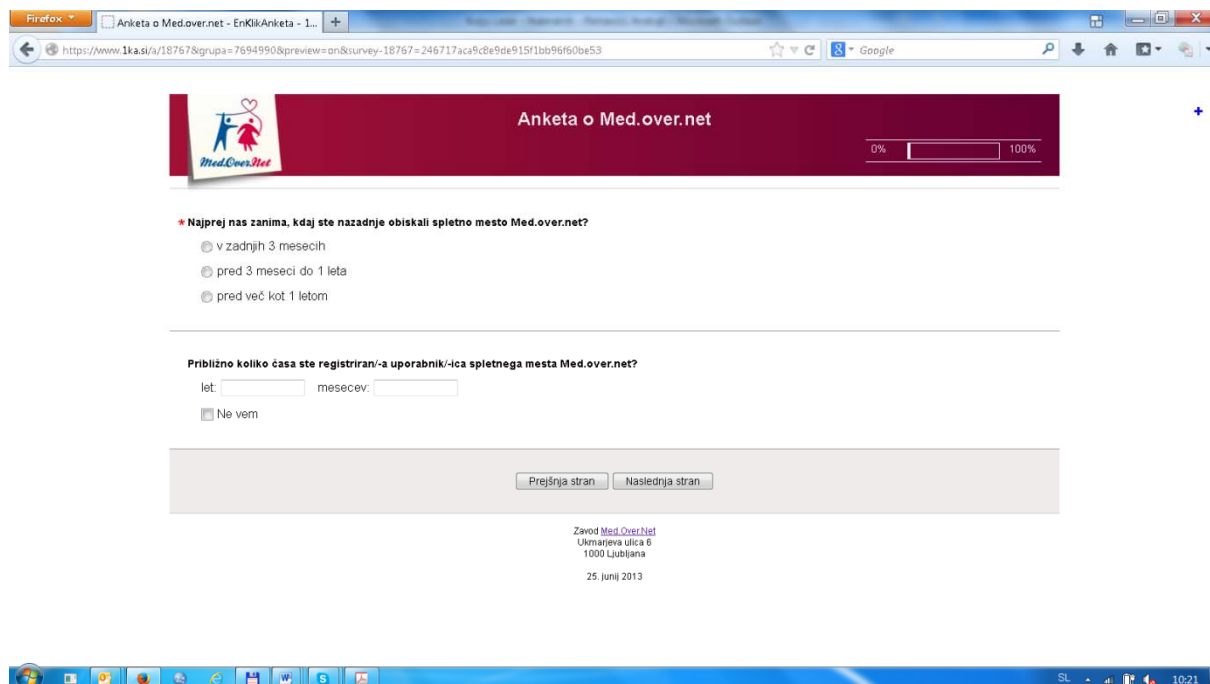 Firefox
Anketa o Med.over.net - EnKlikAnketa - 1...
https://www.1ka.si/a/18767&grupa=7694990&preview=on&survey-18767=246717aca9c8e9de915f1bb96f60be53
Google
Med.Over.Net
Anketa o Med.over.net
0% 100%
* Najprej nas zanima, kdaj ste nazadnje obiskali spletno mesto Med.over.net?
v zadnjih 3 mesecih
pred 3 meseci do 1 leta
pred več kot 1 letom
Približno koliko časa ste registriran/-a uporabnik/-ica spletnega mesta Med.over.net?
let: mesecev:
Ne vem
Prejšnja stran Naslednja stran
Zavod Med.Over.Net
Ukmarjeva ulica 6
1000 Ljubljana
25. junij 2013
SL 10:21